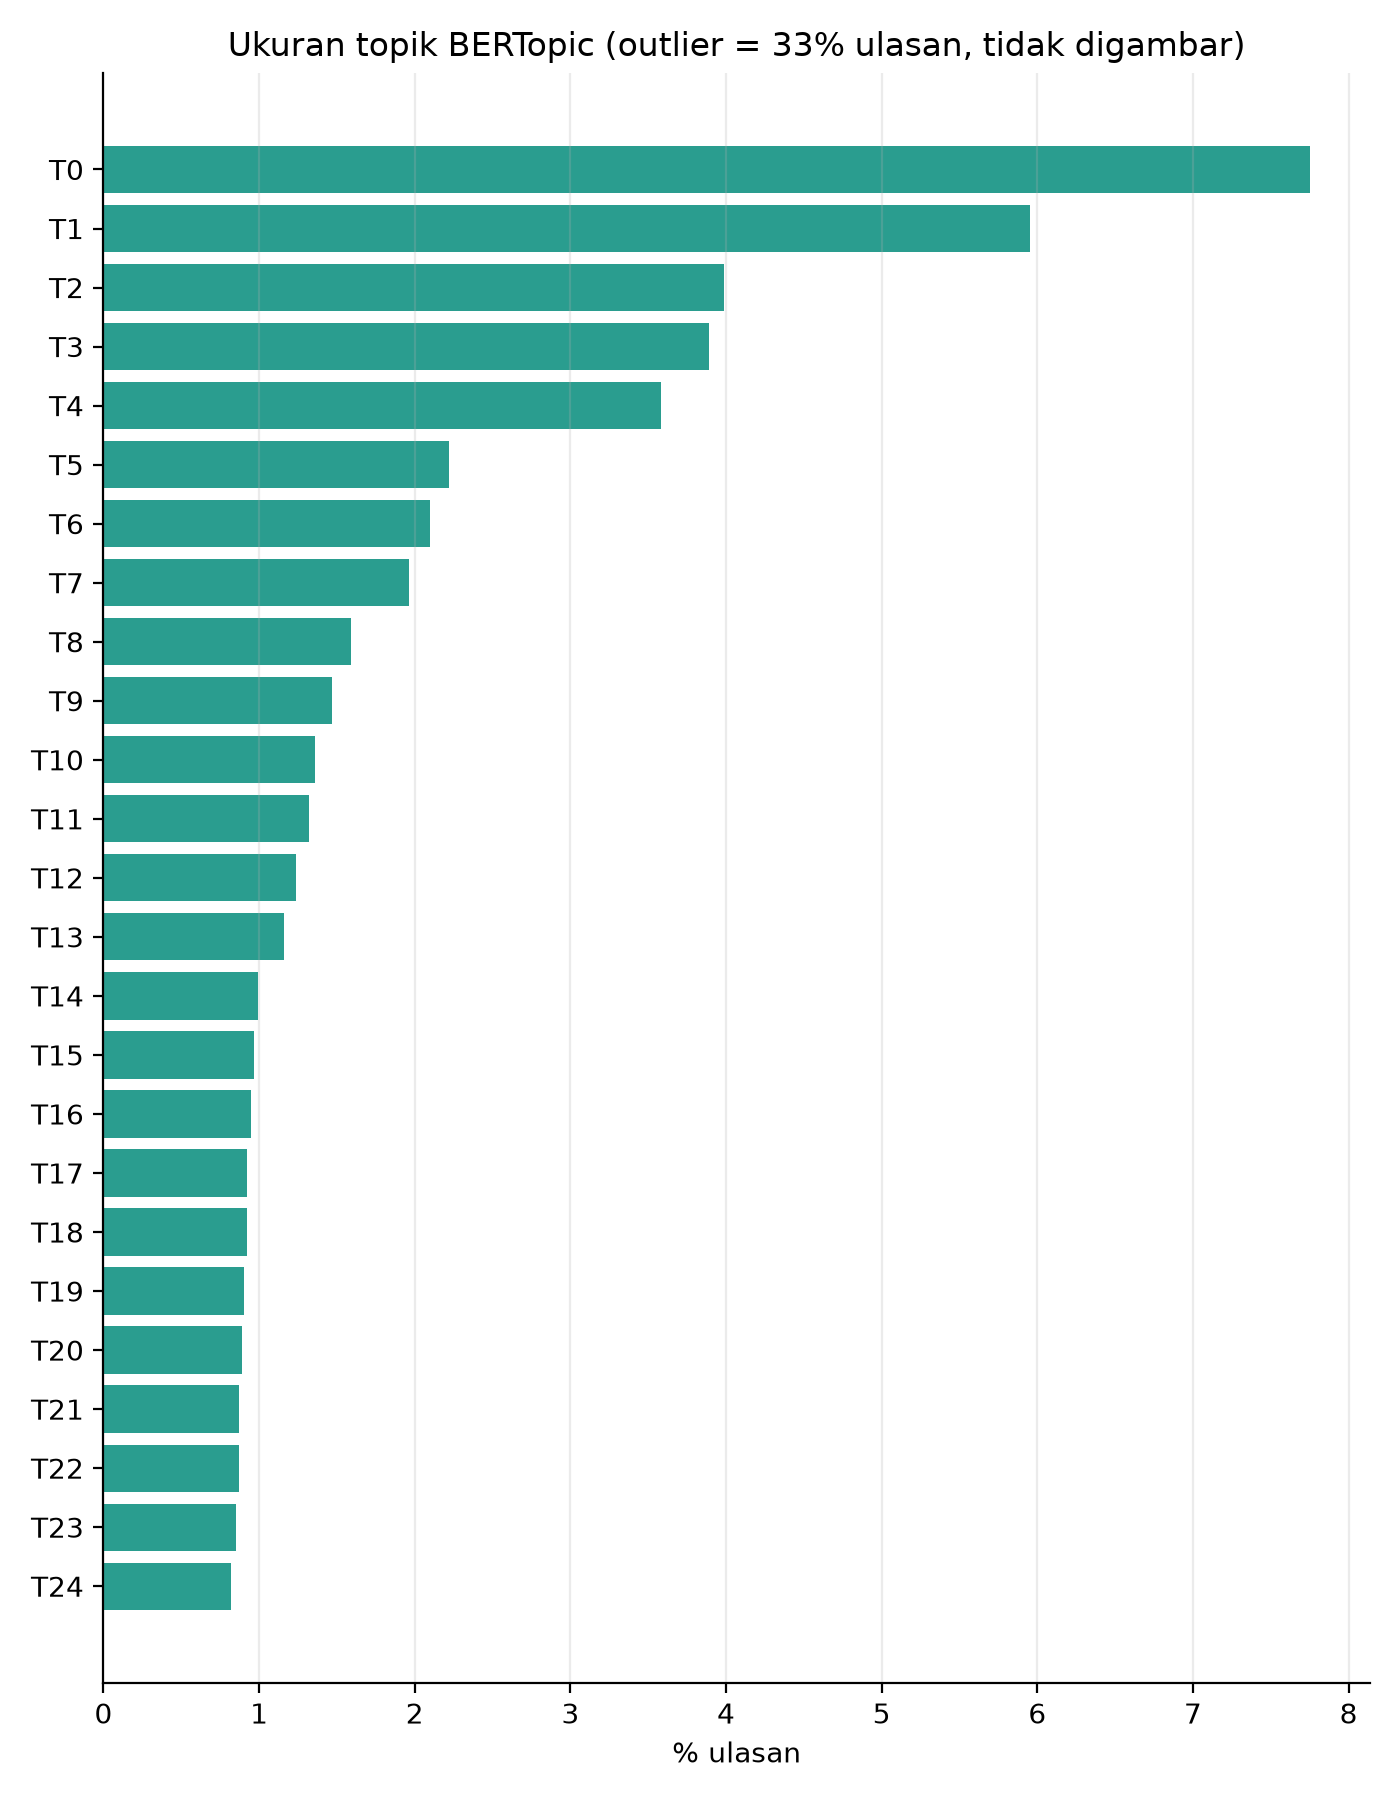 Ukuran topik BERTopic (outlier = 33% ulasan, tidak digambar)
T0
T1
T2
T3
T4
T5
T6
T7
T8
T9
T10
T11
T12
T13
T14
T15
T16
T17
T18
T19
T20
T21
T22
T23
T24
0 1 2 3 4 5 6 7 8
% ulasan